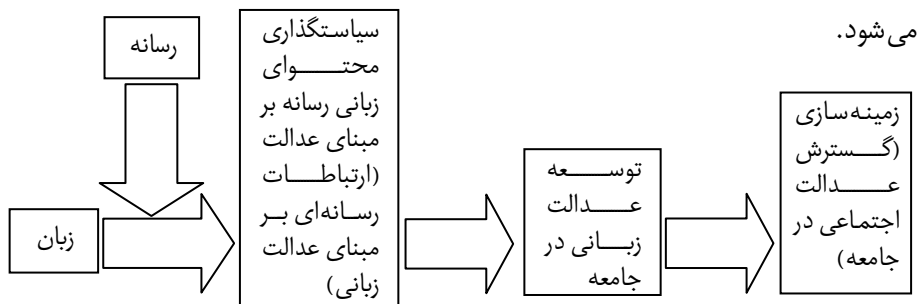 می‌شود.
رسانه
زبان
سیاستگذاری
محتوای
زبانی رسانه بر
مبنای عدالت
(ارتباطات
رسانه‌ای بر
مبنای عدالت
زبانی)
توسعه
عدالت
زبانی در
جامعه
زمینه‌سازی
(گسترش
عدالت
اجتماعی در
جامعه)